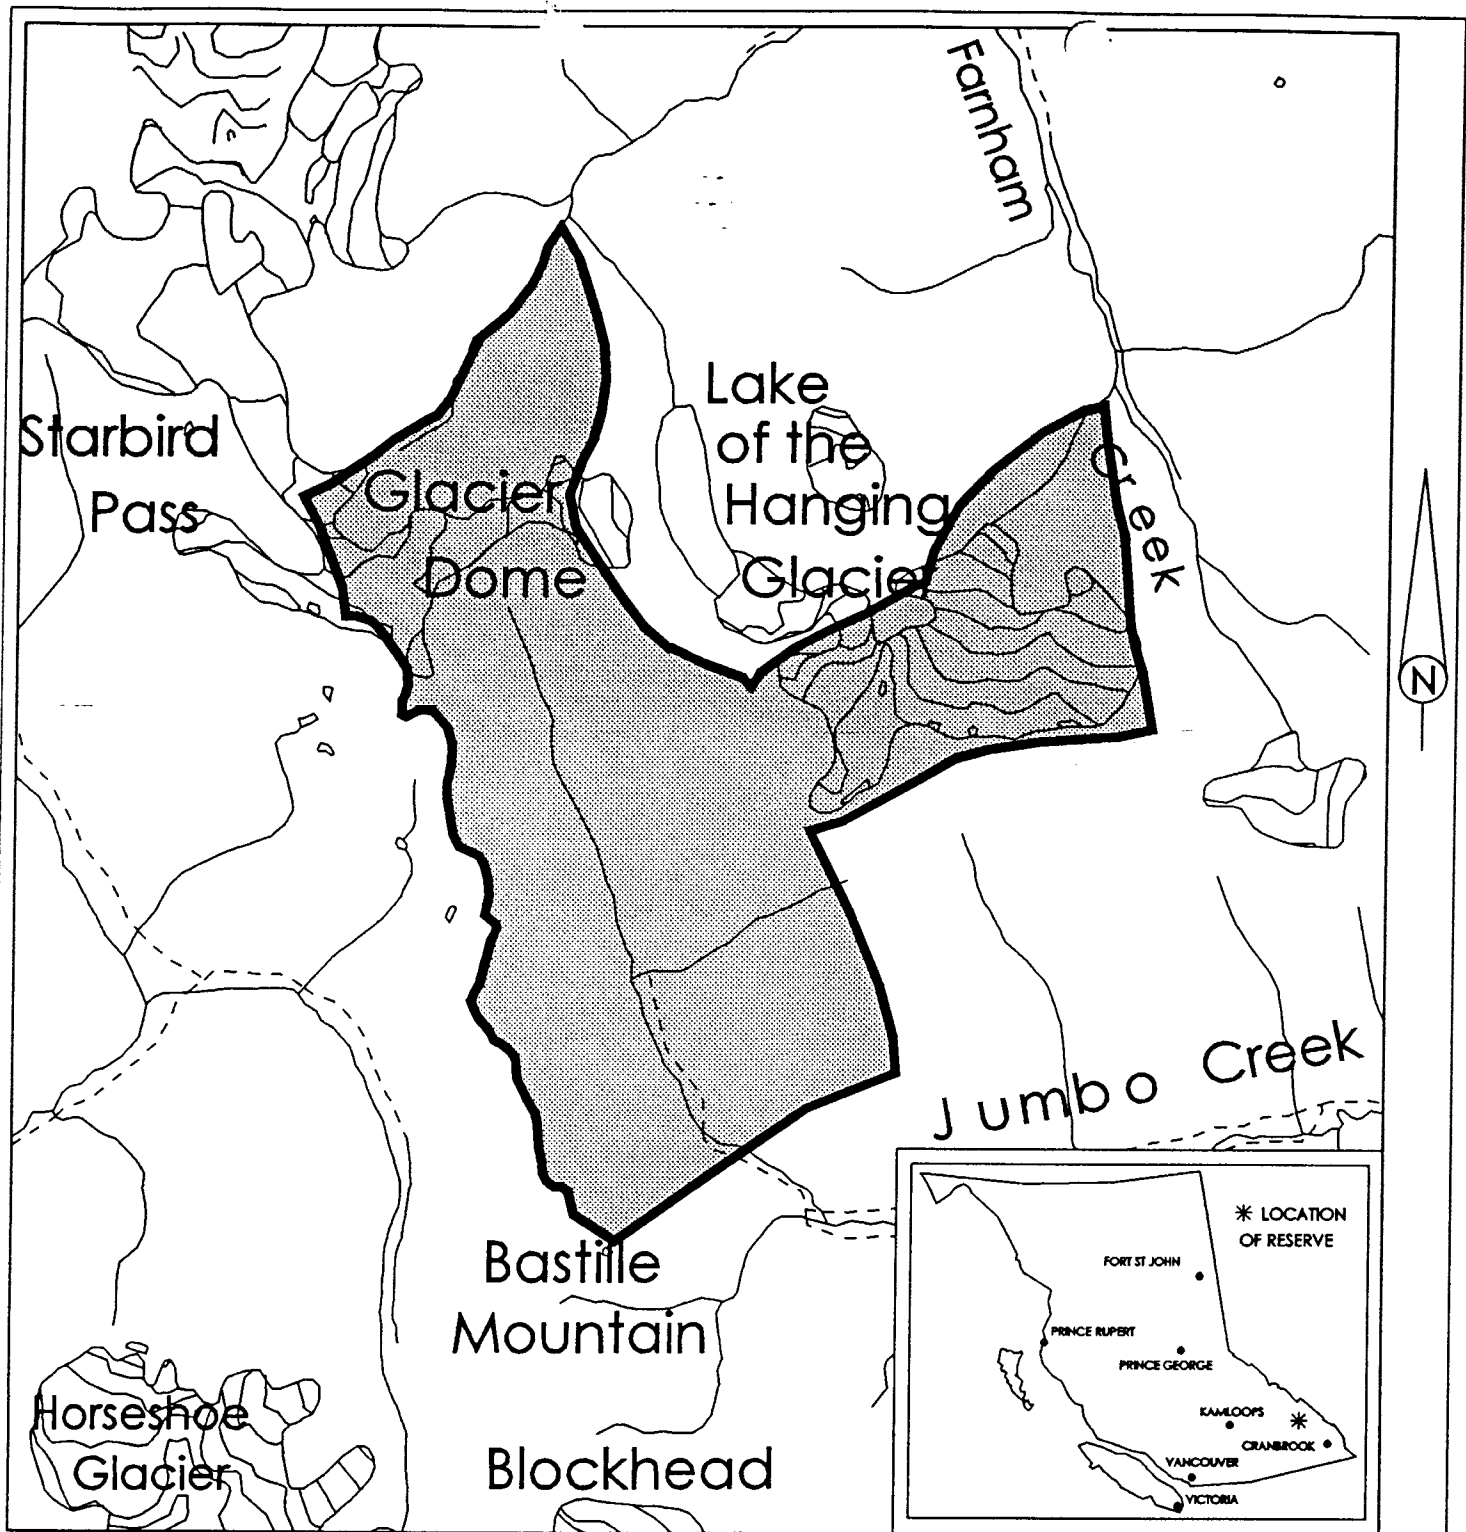 Farnham
Creek
Lake
of the
Hanging
Glacier
Starbird
Pass
Glacier
Dome
N
Jumbo Creek
Bastille
Mountain
Horseshoe
Glacier
Blockhead
LOCATION
OF RESERVE
FORT ST JOHN
PRINCE RUPERT
PRINCE GEORGE
KAMLOOPS
CRANBROOK
VANCOUVER
VICTORIA